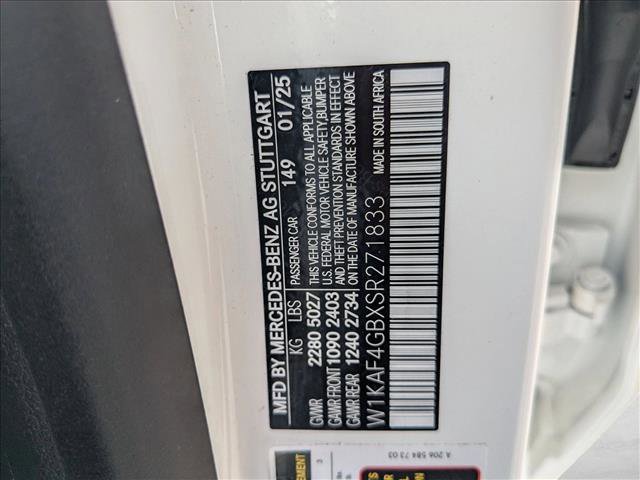 MFD BY MERCEDES-BENZ AG STUTTGART
KG LBS PASSENGER CAR 149 01/25
GVWR 2280 5027 THIS VEHICLE CONFORMS TO ALL APPLICABLE
GAWR FRONT 1090 2403 U.S. FEDERAL MOTOR VEHICLE SAFETY, BUMPER
AND THEFT PREVENTION STANDARDS IN EFFECT
GAWR REAR 1240 2734 ON THE DATE OF MANUFACTURE SHOWN ABOVE
W1KAF4GBXSR271833 MADE IN SOUTH AFRICA
A 206 584 73 03